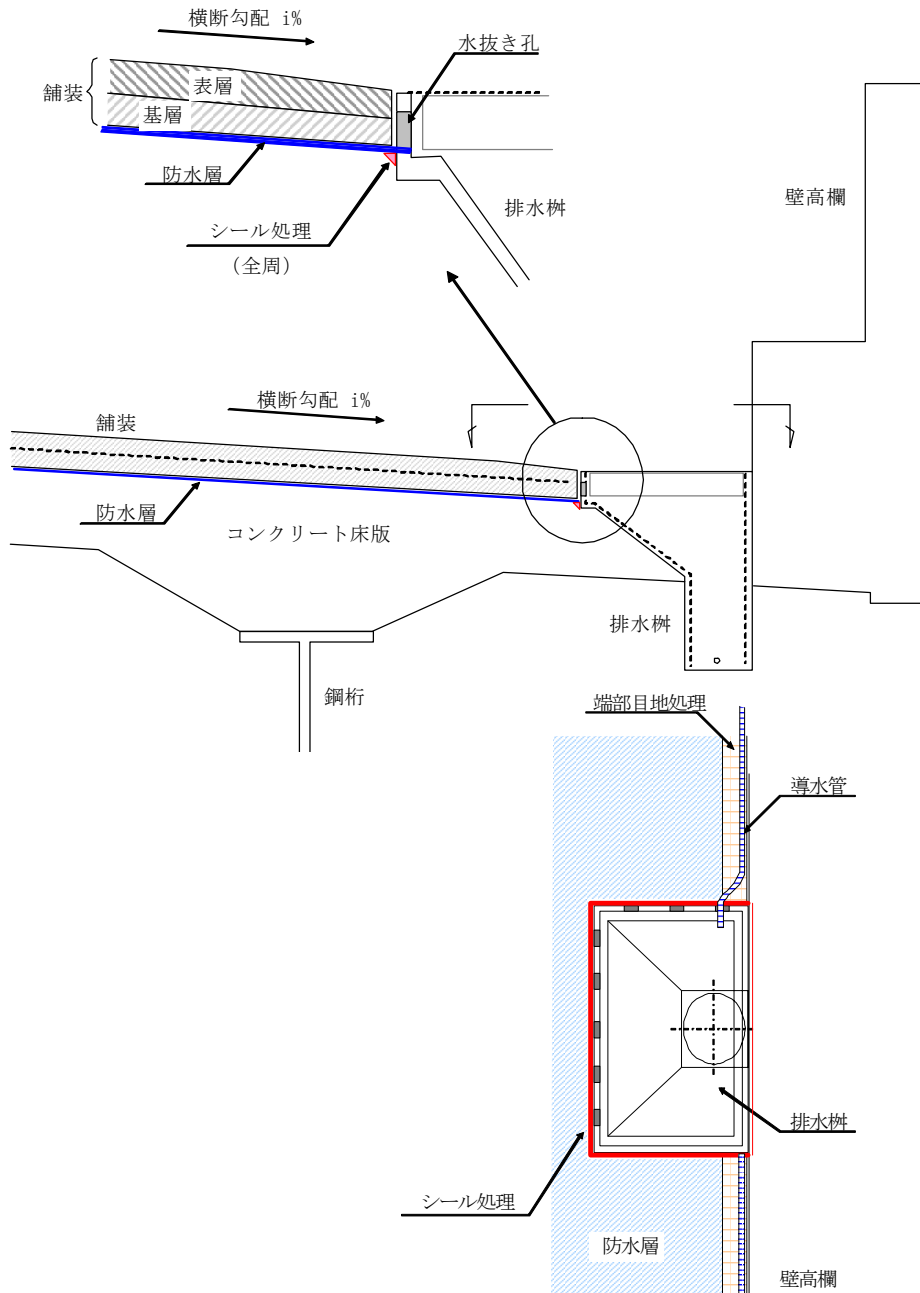 横断勾配 i%
水抜き孔
舗装
表層
基層
防水層
シール処理
（全周）
排水桝
壁高欄
横断勾配 i%
舗装
防水層
コンクリート床版
排水桝
鋼桁
端部目地処理
導水管
排水桝
シール処理
防水層
壁高欄